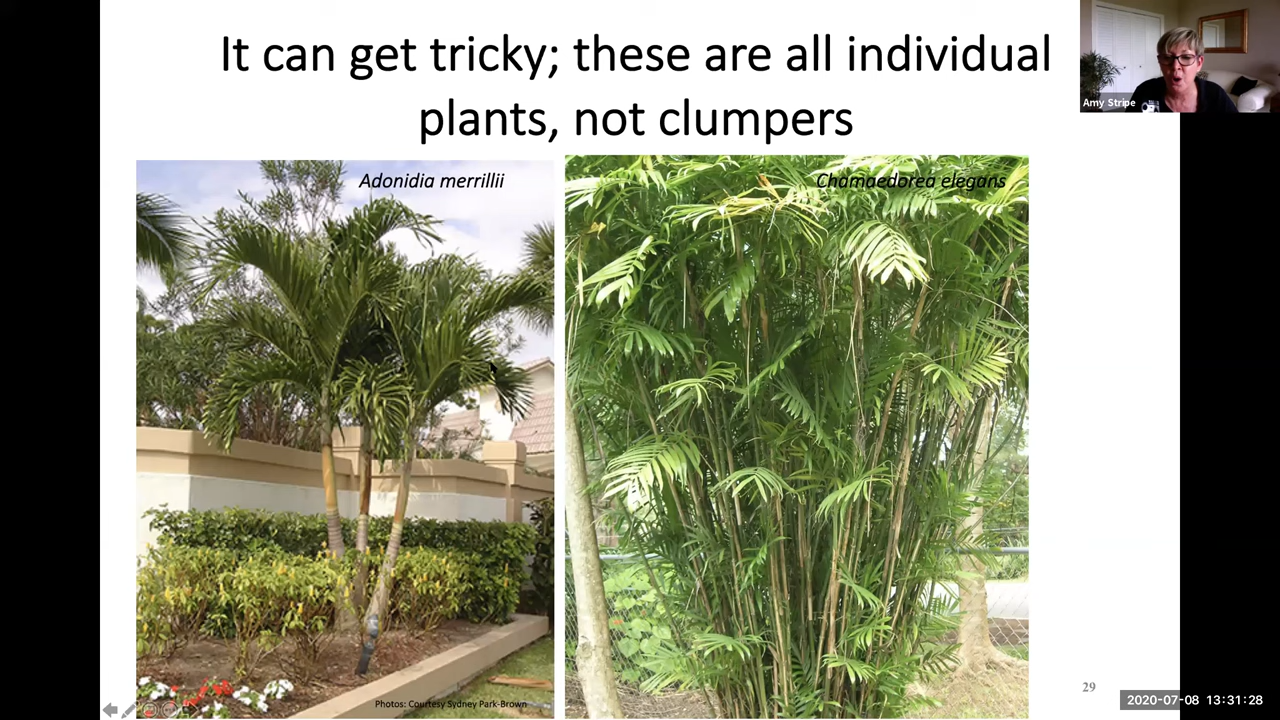 It can get tricky; these are all individual
plants, not clumpers
Amy Stripe
Adonidia merrillii
Chamaedorea elegans
Photos: Courtesy Sydney Park-Brown
29
2020-07-08 13:31:28